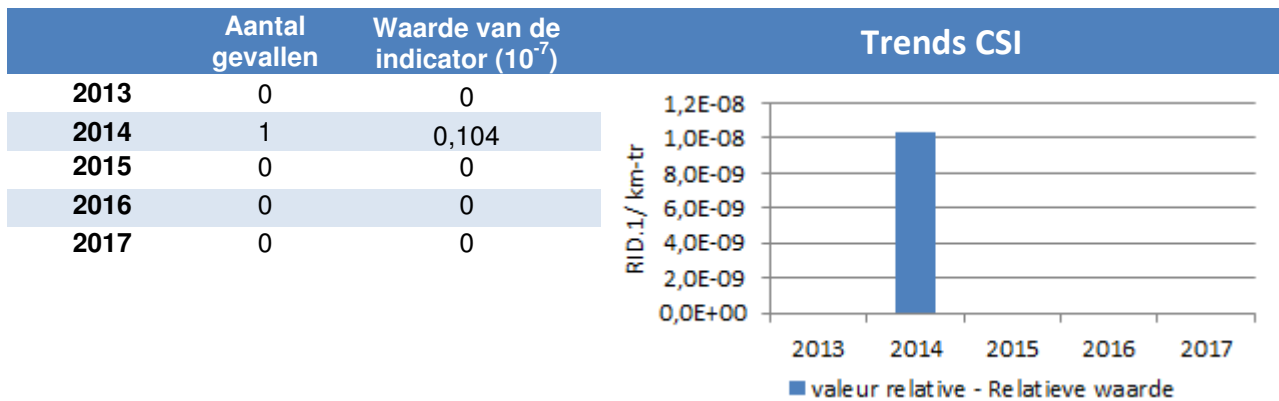 Aantal gevallen Waarde van de indicator (10⁻⁷) Trends CSI
2013 0 0
2014 1 0,104
2015 0 0
2016 0 0
2017 0 0
1,2E-08
1,0E-08
8,0E-09
6,0E-09
4,0E-09
2,0E-09
0,0E+00
RID.1/ km-tr
2013 2014 2015 2016 2017
valeur relative - Relatieve waarde